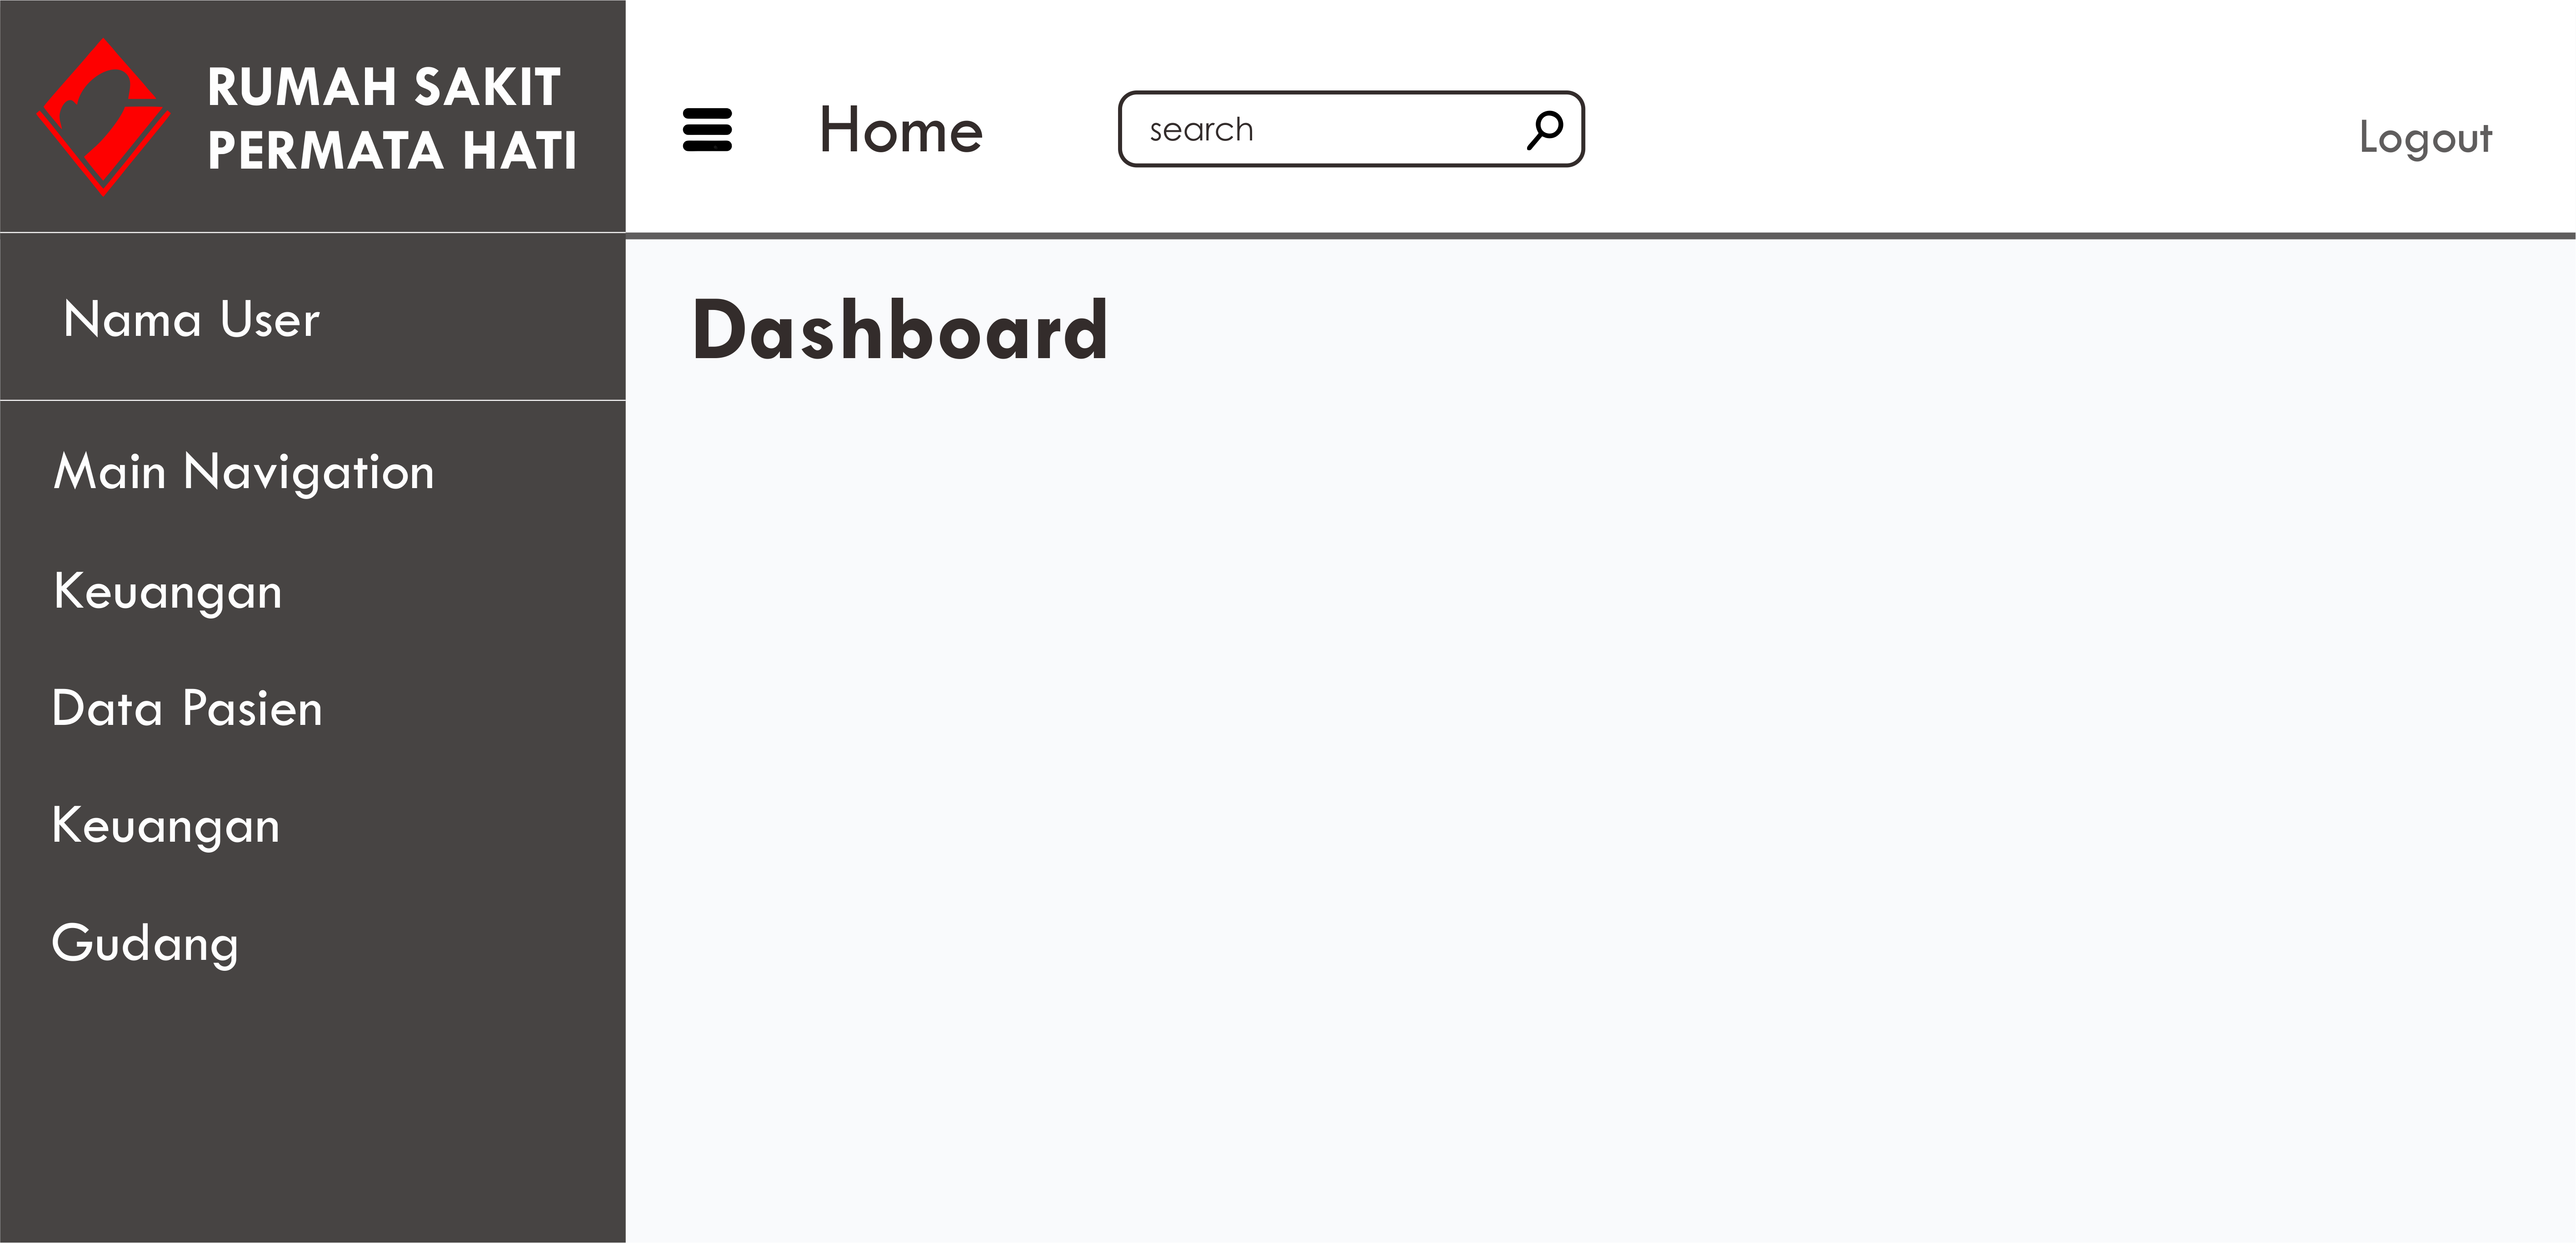 RUMAH SAKIT
PERMATA HATI
Home
search
Logout
Nama User
Dashboard
Main Navigation
Keuangan
Data Pasien
Keuangan
Gudang